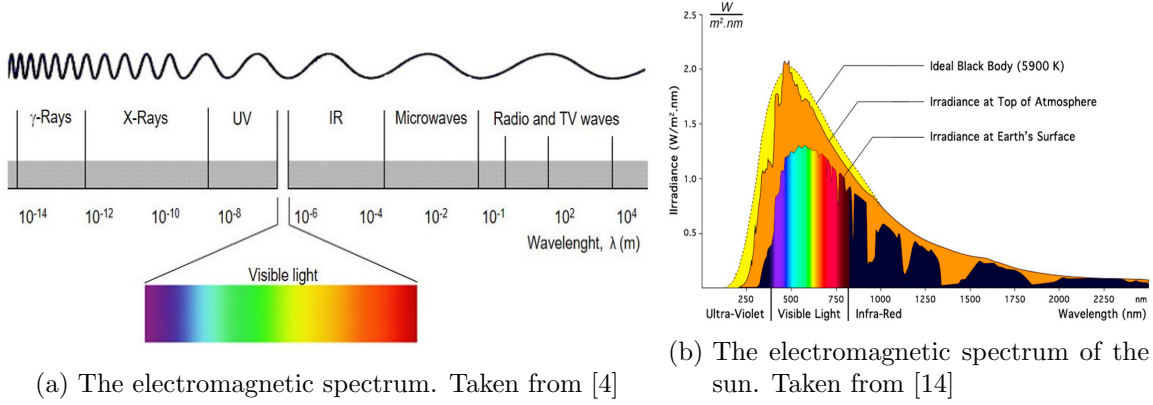 γ-Rays X-Rays UV IR Microwaves Radio and TV waves
10-14 10-12 10-10 10-8 10-6 10-4 10-2 10-1 102 104
Wavelenght, λ (m)
Visible light
(a) The electromagnetic spectrum. Taken from [4]
W
m².nm
2.5
2.0
1.5
1.0
0.5
IIrradiance (W/m².nm)
Ideal Black Body (5900 K)
Irradiance at Top of Atmosphere
Irradiance at Earth's Surface
250 500 750 1000 1250 1500 1750 2000 2250 nm
Ultra-Violet Visible Light Infra-Red Wavelength (nm)
(b) The electromagnetic spectrum of the
sun. Taken from [14]